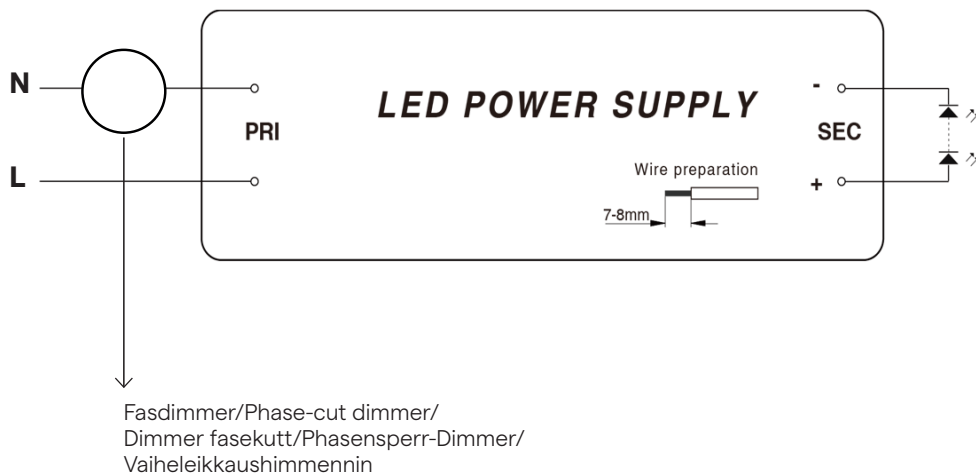 N
L
PRI
LED POWER SUPPLY
Wire preparation
7-8mm
-
SEC
+
Fasdimmer/Phase-cut dimmer/
Dimmer fasekutt/Phasensperr-Dimmer/
Vaiheleikkaushimmennin